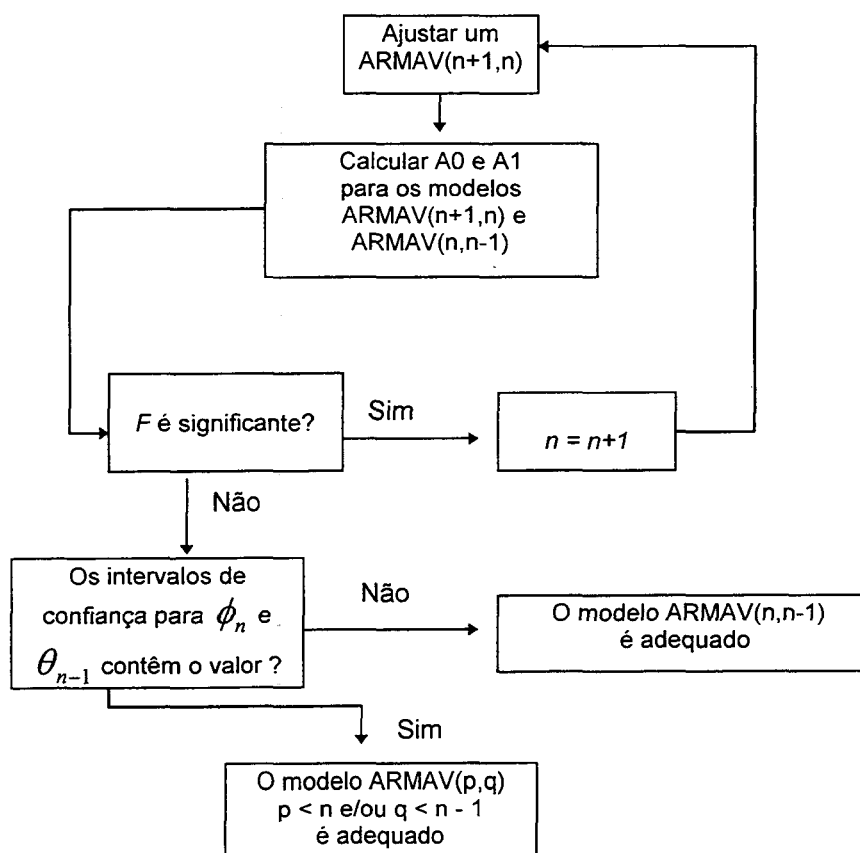 Ajustar um
ARMAV(n+1,n)
Calcular A0 e A1
para os modelos
ARMAV(n+1,n) e
ARMAV(n,n-1)
F é significante?
Sim
n = n+1
Não
Os intervalos de
confiança para ϕₙ e
θₙ₋₁ contêm o valor ?
Não
O modelo ARMAV(n,n-1)
é adequado
Sim
O modelo ARMAV(p,q)
p < n e/ou q < n - 1
é adequado